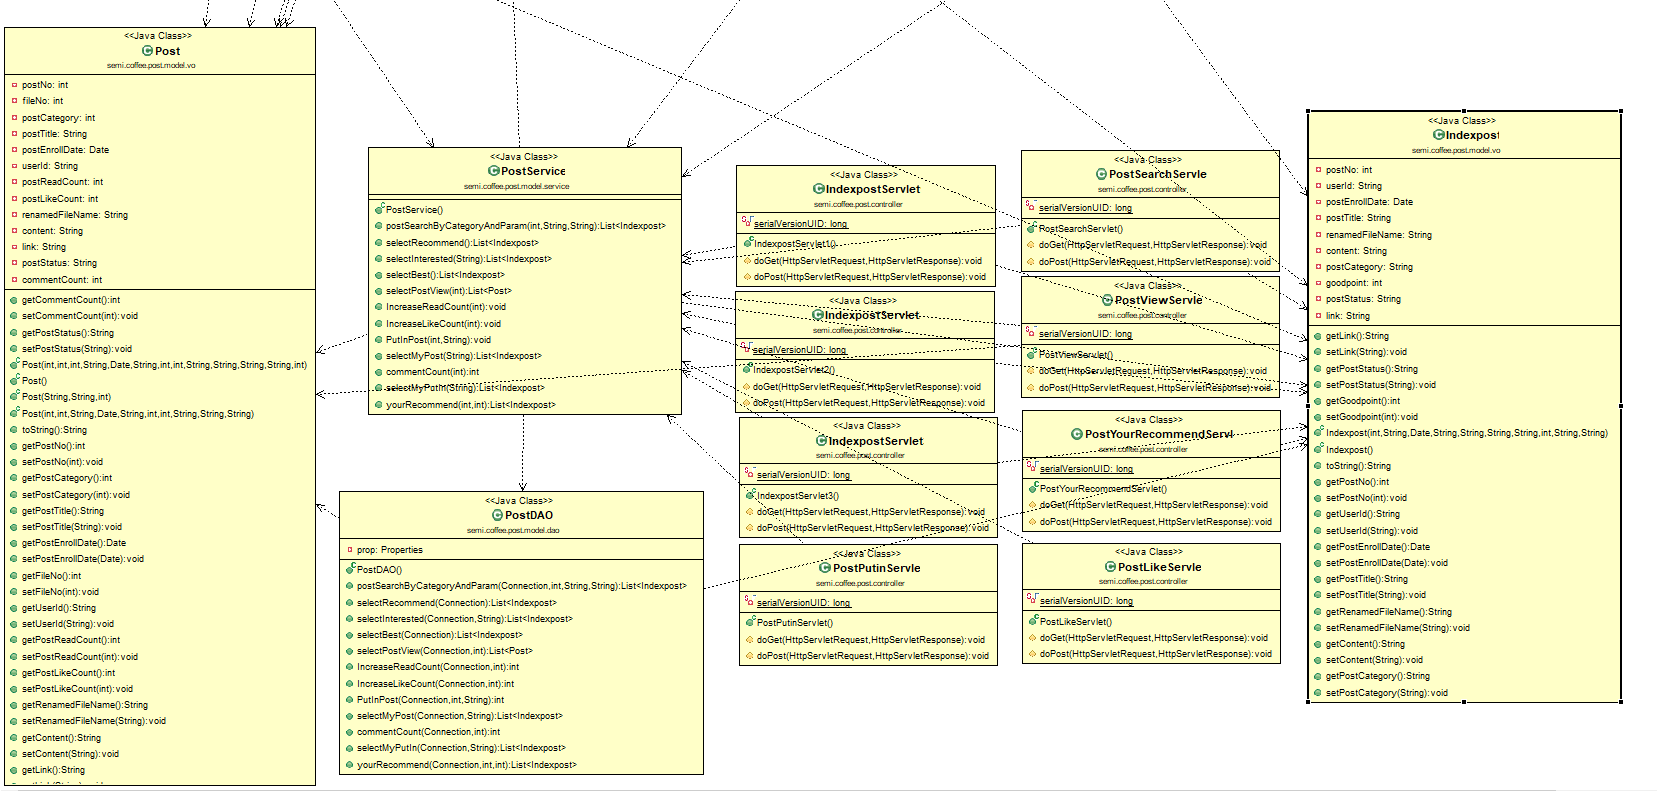 <<Java Class>>
Post
semi.coffee.post.model.vo
postNo: int
fileNo: int
postCategory: int
postTitle: String
postEnrollDate: Date
userId: String
postReadCount: int
postLikeCount: int
renamedFileName: String
content: String
link: String
postStatus: String
commentCount: int
getCommentCount():int
setCommentCount(int):void
getPostStatus():String
setPostStatus(String):void
Post(int,int,int,String,Date,String,int,int,String,String,String,String,int)
Post()
Post(String,String,int)
Post(int,int,String,Date,String,int,int,String,String,String)
toString():String
getPostNo():int
setPostNo(int):void
getPostCategory():int
setPostCategory(int):void
getPostTitle():String
setPostTitle(String):void
getPostEnrollDate():Date
setPostEnrollDate(Date):void
getFileNo():int
setFileNo(int):void
getUserId():String
setUserId(String):void
getPostReadCount():int
setPostReadCount(int):void
getPostLikeCount():int
setPostLikeCount(int):void
getRenamedFileName():String
setRenamedFileName(String):void
getContent():String
setContent(String):void
getLink():String
<<Java Class>>
PostService
semi.coffee.post.model.service
PostService()
postSearchByCategoryAndParam(int,String,String):List<Indexpost>
selectRecommend():List<Indexpost>
selectInterested(String):List<Indexpost>
selectBest():List<Indexpost>
selectPostView(int):List<Post>
IncreaseReadCount(int):void
IncreaseLikeCount(int):void
PutInPost(int,String):void
selectMyPost(String):List<Indexpost>
commentCount(int):int
selectMyPutIn(String):List<Indexpost>
yourRecommend(int,int):List<Indexpost>
<<Java Class>>
PostDAO
semi.coffee.post.model.dao
prop: Properties
PostDAO()
postSearchByCategoryAndParam(Connection,int,String,String):List<Indexpost>
selectRecommend(Connection):List<Indexpost>
selectInterested(Connection,String):List<Indexpost>
selectBest(Connection):List<Indexpost>
selectPostView(Connection,int):List<Post>
IncreaseReadCount(Connection,int):int
IncreaseLikeCount(Connection,int):int
PutInPost(Connection,int,String):int
selectMyPost(Connection,String):List<Indexpost>
commentCount(Connection,int):int
selectMyPutIn(Connection,String):List<Indexpost>
yourRecommend(Connection,int,int):List<Indexpost>
<<Java Class>>
IndexpostServlet
semi.coffee.post.controller
serialVersionUID: long
IndexpostServlet1()
doGet(HttpServletRequest,HttpServletResponse):void
doPost(HttpServletRequest,HttpServletResponse):void
<<Java Class>>
IndexpostServlet
semi.coffee.post.controller
serialVersionUID: long
IndexpostServlet2()
doGet(HttpServletRequest,HttpServletResponse):void
doPost(HttpServletRequest,HttpServletResponse):void
<<Java Class>>
IndexpostServlet
semi.coffee.post.controller
serialVersionUID: long
IndexpostServlet3()
doGet(HttpServletRequest,HttpServletResponse):void
doPost(HttpServletRequest,HttpServletResponse):void
<<Java Class>>
PostPutinServle
semi.coffee.post.controller
serialVersionUID: long
PostPutinServlet()
doGet(HttpServletRequest,HttpServletResponse):void
doPost(HttpServletRequest,HttpServletResponse):void
<<Java Class>>
PostSearchServle
semi.coffee.post.controller
serialVersionUID: long
PostSearchServlet()
doGet(HttpServletRequest,HttpServletResponse):void
doPost(HttpServletRequest,HttpServletResponse):void
<<Java Class>>
PostViewServle
semi.coffee.post.controller
serialVersionUID: long
PostViewServlet()
doGet(HttpServletRequest,HttpServletResponse):void
doPost(HttpServletRequest,HttpServletResponse):void
<<Java Class>>
PostYourRecommendServl
semi.coffee.post.controller
serialVersionUID: long
PostYourRecommendServlet()
doGet(HttpServletRequest,HttpServletResponse):void
doPost(HttpServletRequest,HttpServletResponse):void
<<Java Class>>
PostLikeServle
semi.coffee.post.controller
serialVersionUID: long
PostLikeServlet()
doGet(HttpServletRequest,HttpServletResponse):void
doPost(HttpServletRequest,HttpServletResponse):void
<<Java Class>>
Indexpost
semi.coffee.post.model.vo
postNo: int
userId: String
postEnrollDate: Date
postTitle: String
renamedFileName: String
content: String
postCategory: String
goodpoint: int
postStatus: String
link: String
getLink():String
setLink(String):void
getPostStatus():String
setPostStatus(String):void
getGoodpoint():int
setGoodpoint(int):void
Indexpost(int,String,Date,String,String,String,String,int,String,String)
Indexpost()
toString():String
getPostNo():int
setPostNo(int):void
getUserId():String
setUserId(String):void
getPostEnrollDate():Date
setPostEnrollDate(Date):void
getPostTitle():String
setPostTitle(String):void
getRenamedFileName():String
setRenamedFileName(String):void
getContent():String
setContent(String):void
getPostCategory():String
setPostCategory(String):void